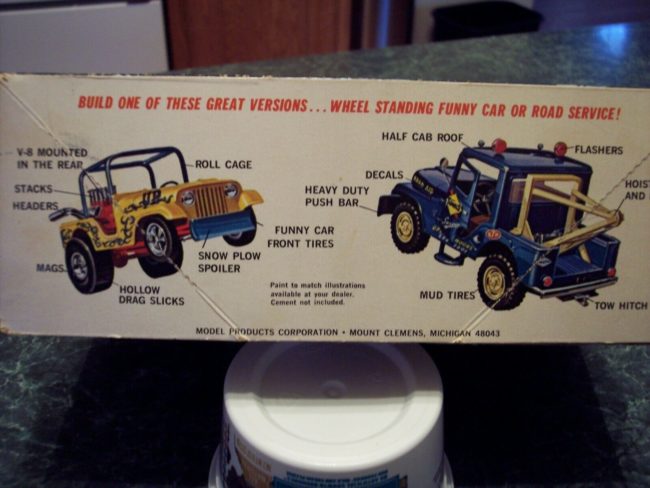 BUILD ONE OF THESE GREAT VERSIONS... WHEEL STANDING FUNNY CAR OR ROAD SERVICE!
V-8 MOUNTED
IN THE REAR
STACKS
HEADERS
MAGS
HOLLOW
DRAG SLICKS
ROLL CAGE
FUNNY CAR
FRONT TIRES
SNOW PLOW
SPOILER
Paint to match illustrations
available at your dealer.
Cement not included.
HALF CAB ROOF
FLASHERS
DECALS
HEAVY DUTY
PUSH BAR
HOIS
AND
MUD TIRES
TOW HITCH
MODEL PRODUCTS CORPORATION • MOUNT CLEMENS, MICHIGAN 48043